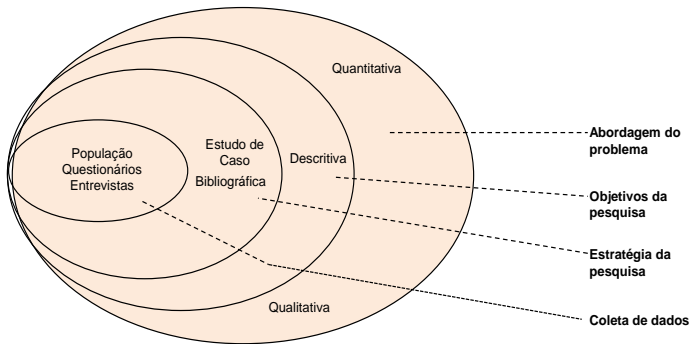 Quantitativa
Abordagem do
problema
População
Questionários
Entrevistas
Estudo de
Caso
Bibliográfica
Descritiva
Objetivos da
pesquisa
Estratégia da
pesquisa
Qualitativa
Coleta de dados